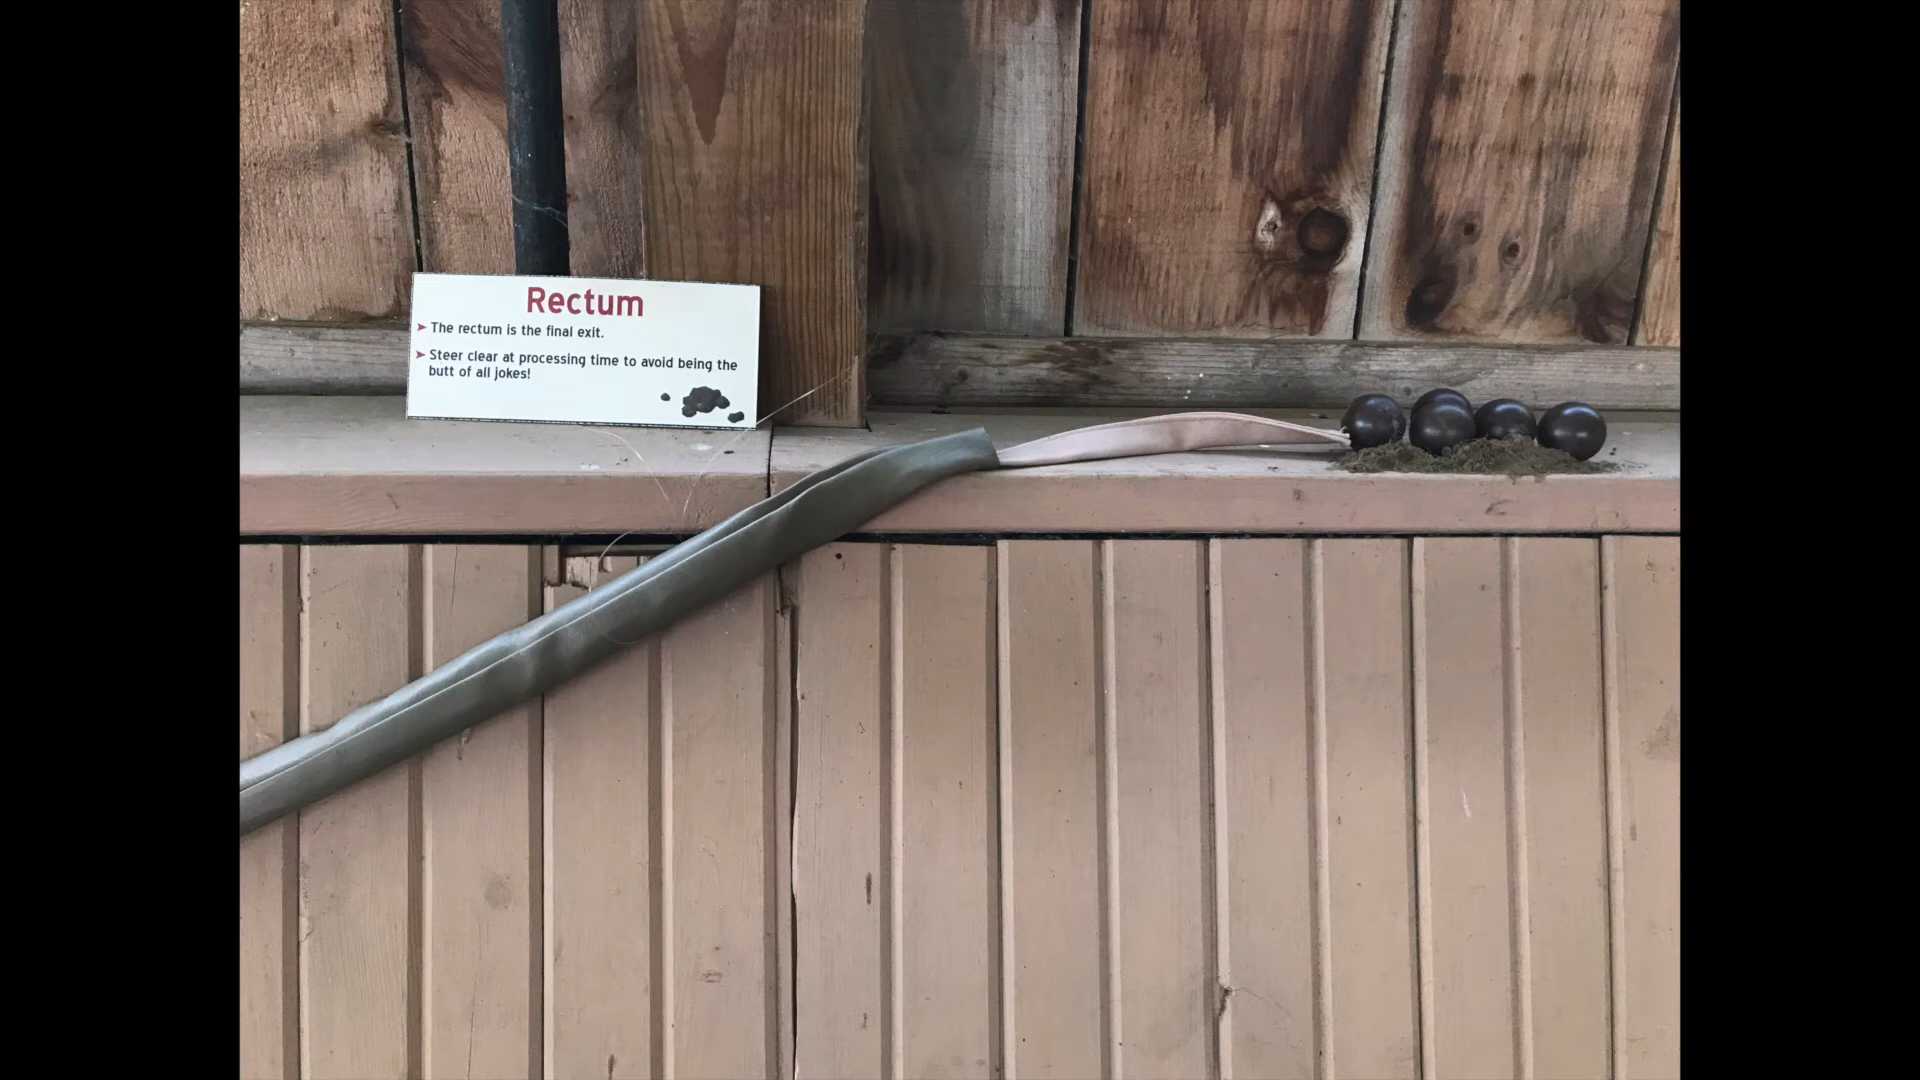 Rectum
➤ The rectum is the final exit.
➤ Steer clear at processing time to avoid being the
butt of all jokes!